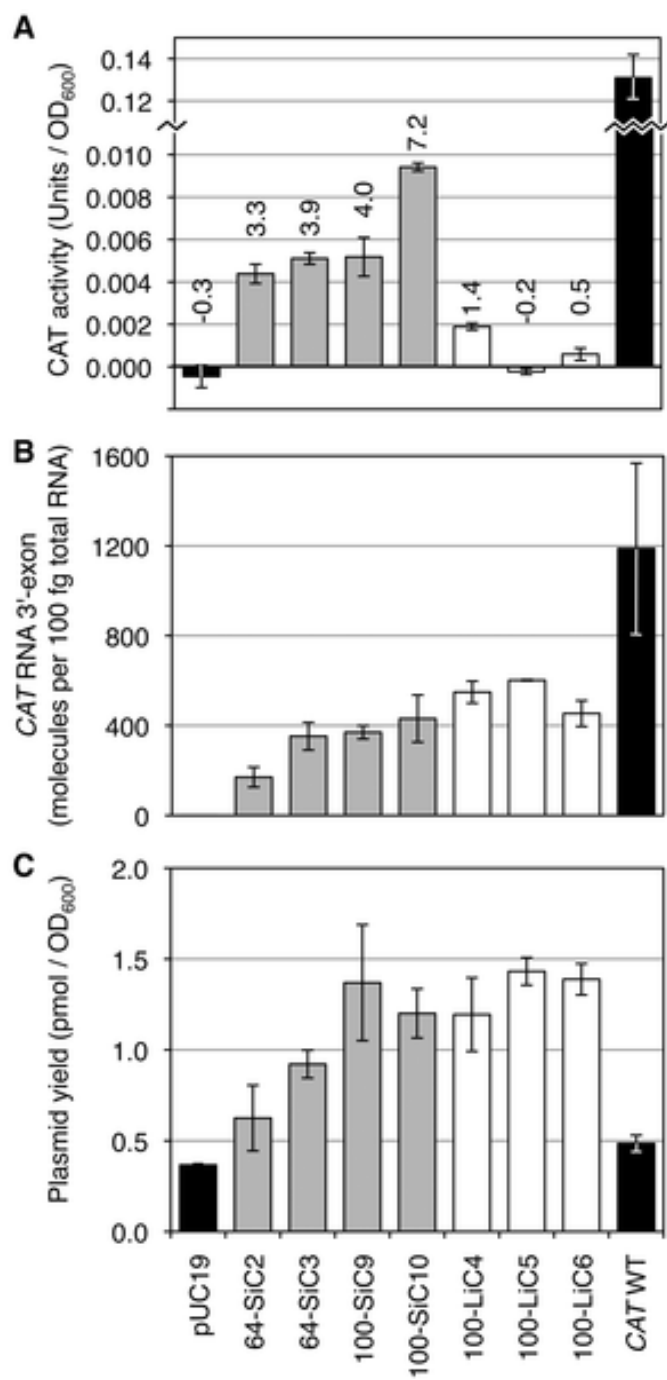 A
CAT activity (Units / OD600)
0.14
0.12
0.010
0.008
0.006
0.004
0.002
0.000
-0.3
3.3
3.9
4.0
7.2
1.4
-0.2
0.5
B
CAT RNA 3'-exon
(molecules per 100 fg total RNA)
1600
1200
800
400
0
C
Plasmid yield (pmol / OD600)
2.0
1.5
1.0
0.5
0.0
pUC19
64-SiC2
64-SiC3
100-SiC9
100-SiC10
100-LiC4
100-LiC5
100-LiC6
CAT WT